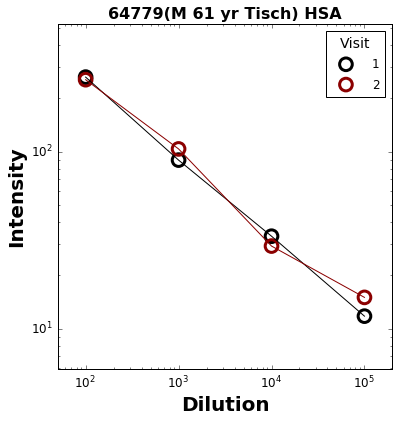 64779(M 61 yr Tisch) HSA
Visit
1
2
Intensity
10²
10¹
10² 10³ 10⁴ 10⁵
Dilution